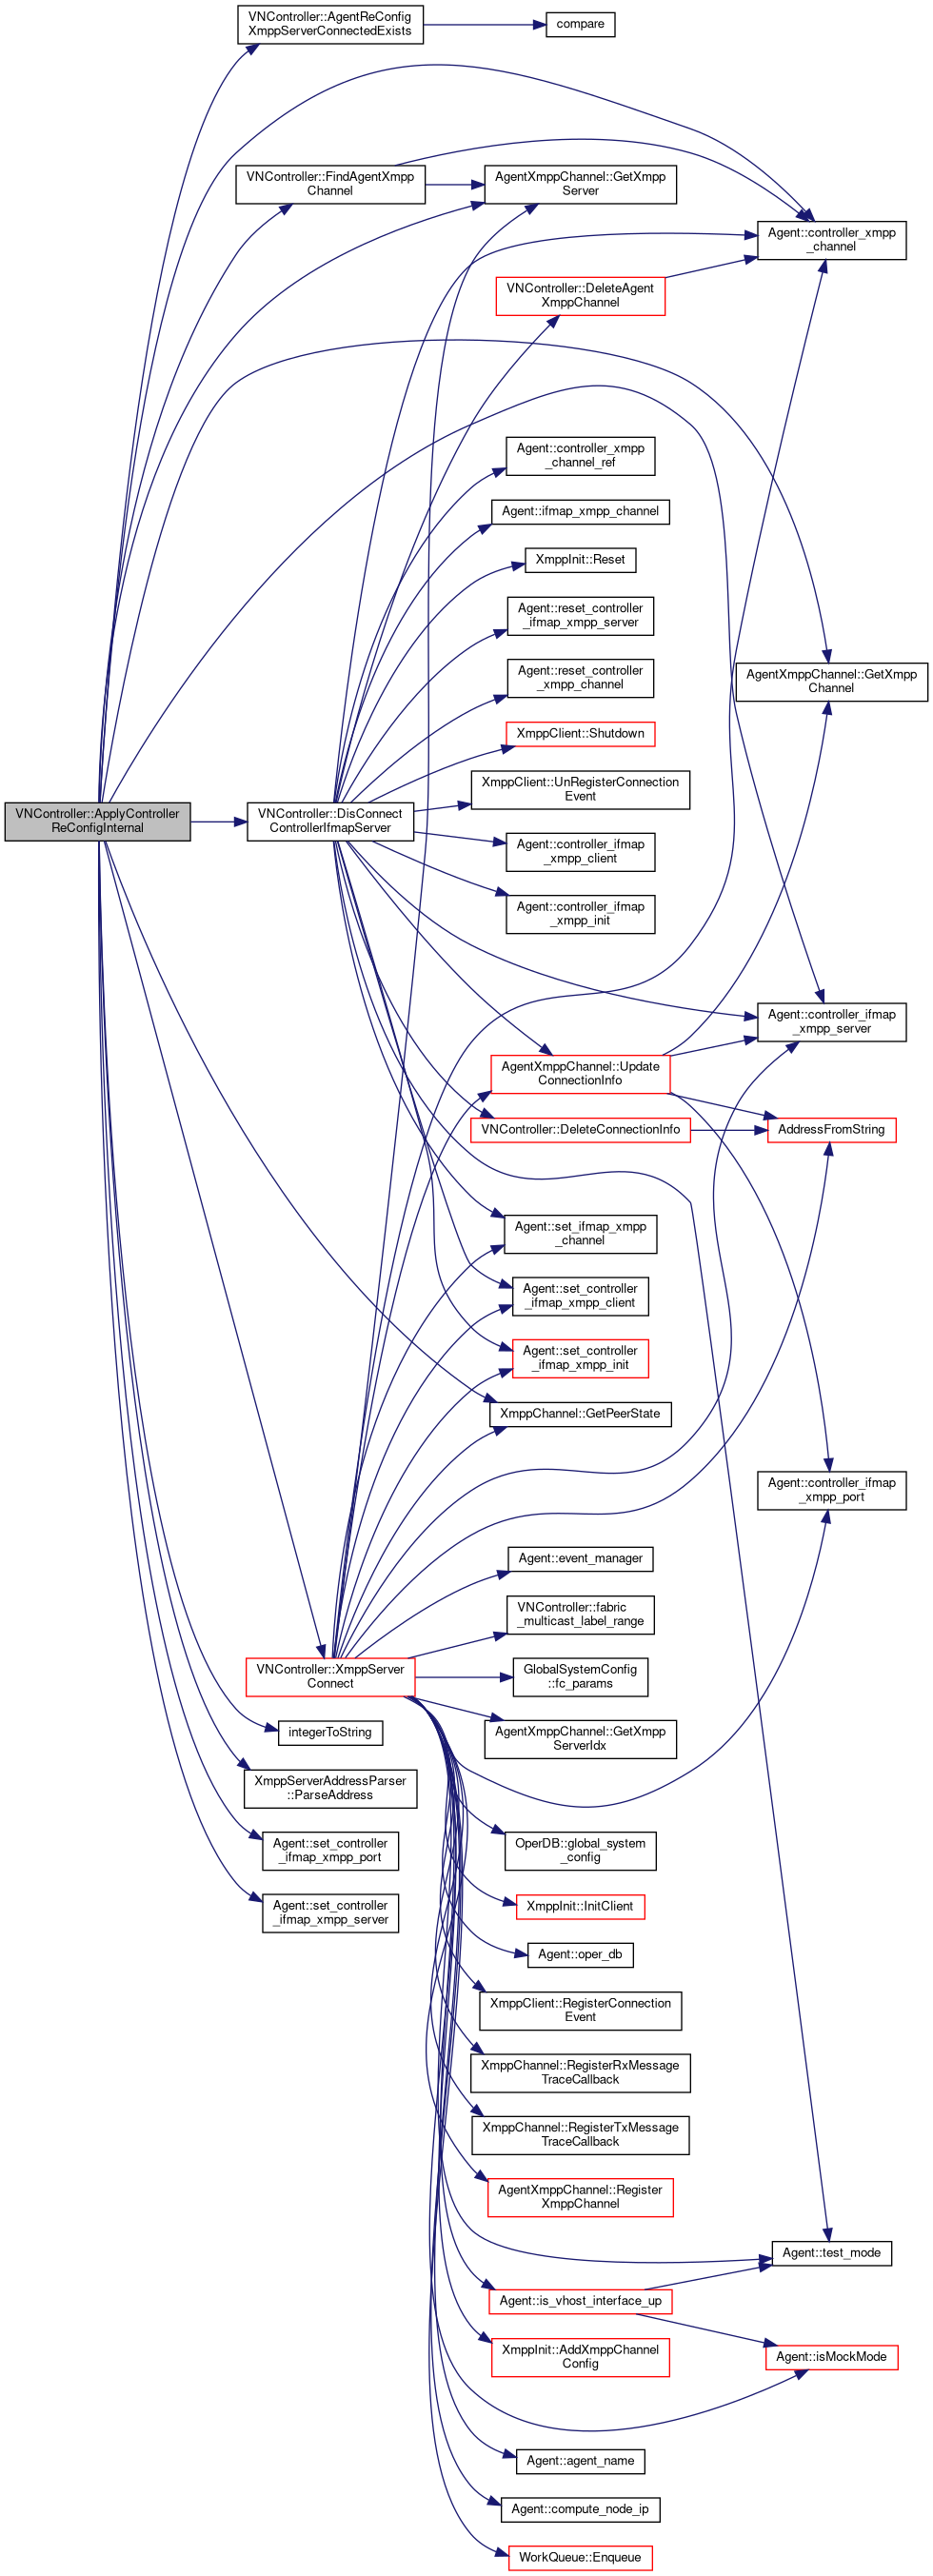 VNController::AgentReConfig
XmppServerConnectedExists
compare
VNController::FindAgentXmpp
Channel
AgentXmppChannel::GetXmpp
Server
Agent::controller_xmpp
_channel
VNController::DeleteAgent
XmppChannel
Agent::controller_xmpp
_channel_ref
Agent::ifmap_xmpp_channel
XmppInit::Reset
Agent::reset_controller
_ifmap_xmpp_server
Agent::reset_controller
_xmpp_channel
AgentXmppChannel::GetXmpp
Channel
XmppClient::Shutdown
XmppClient::UnRegisterConnection
Event
VNController::ApplyController
ReConfigInternal
VNController::DisConnect
ControllerIfmapServer
Agent::controller_ifmap
_xmpp_client
Agent::controller_ifmap
_xmpp_init
Agent::controller_ifmap
_xmpp_server
AgentXmppChannel::Update
ConnectionInfo
VNController::DeleteConnectionInfo
AddressFromString
Agent::set_ifmap_xmpp
_channel
Agent::set_controller
_ifmap_xmpp_client
Agent::set_controller
_ifmap_xmpp_init
XmppChannel::GetPeerState
Agent::controller_ifmap
_xmpp_port
Agent::event_manager
VNController::fabric
_multicast_label_range
VNController::XmppServer
Connect
GlobalSystemConfig
::fc_params
integerToString
AgentXmppChannel::GetXmpp
ServerIdx
XmppServerAddressParser
::ParseAddress
Agent::set_controller
_ifmap_xmpp_port
OperDB::global_system
_config
Agent::set_controller
_ifmap_xmpp_server
XmppInit::InitClient
Agent::oper_db
XmppClient::RegisterConnection
Event
XmppChannel::RegisterRxMessage
TraceCallback
XmppChannel::RegisterTxMessage
TraceCallback
AgentXmppChannel::Register
XmppChannel
Agent::test_mode
Agent::is_vhost_interface_up
XmppInit::AddXmppChannel
Config
Agent::isMockMode
Agent::agent_name
Agent::compute_node_ip
WorkQueue::Enqueue